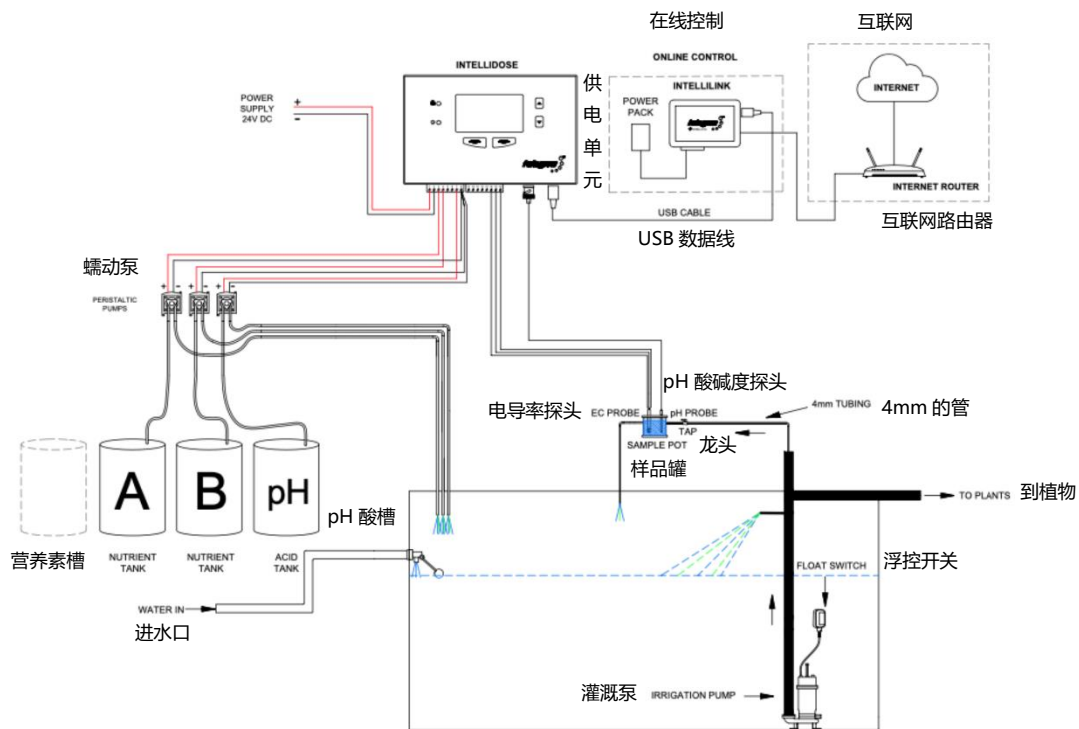 在线控制
互联网
INTELLIDOSE
ONLINE CONTROL
供电单元
INTELLILINK
POWER
PACK
INTERNET
POWER
SUPPLY
24V DC
+
-
Autogrow
Autogrow
INTERNET ROUTER
USB CABLE
USB 数据线
互联网路由器
蠕动泵
PERISTALTIC
PUMPS
+ - + - + -
pH 酸碱度探头
电导率探头
EC PROBE
pH PROBE
4mm TUBING
4mm 的管
TAP
龙头
SAMPLE POT
样品罐
A
B
pH
pH 酸槽
TO PLANTS
到植物
营养素槽
NUTRIENT
TANK
NUTRIENT
TANK
ACID
TANK
浮控开关
FLOAT SWITCH
WATER IN
进水口
灌溉泵
IRRIGATION PUMP